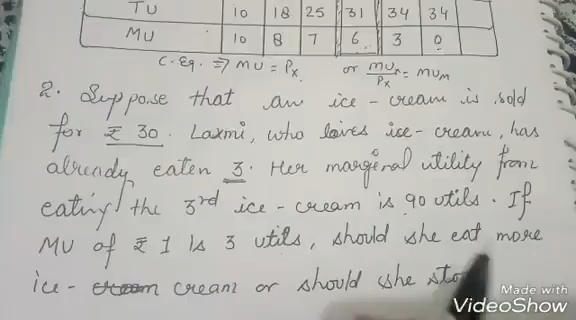 TU 10 18 25 31 34 34
MU 10 8 7 6 3 0
C. Eq. ⇒ MU = Px or MUx/Px = MUM
2. Suppose that an ice-cream is sold
for ₹ 30. Laxmi, who loves ice-cream, has
already eaten 3. Her marginal utility from
eating the 3rd ice-cream is 90 utils. If
MU of ₹ 1 is 3 utils, should she eat more
ice- cream or should she
Made with
VideoShow